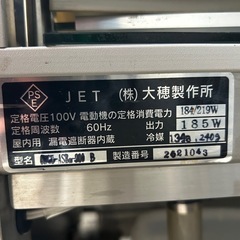 PSE JET (株)大穂製作所
定格電圧100V 電動機の定格消費電力 184/219W
定格周波数 60Hz 出力 185W
屋内用 漏電遮断器内蔵 冷媒 134a
型名 製造番号